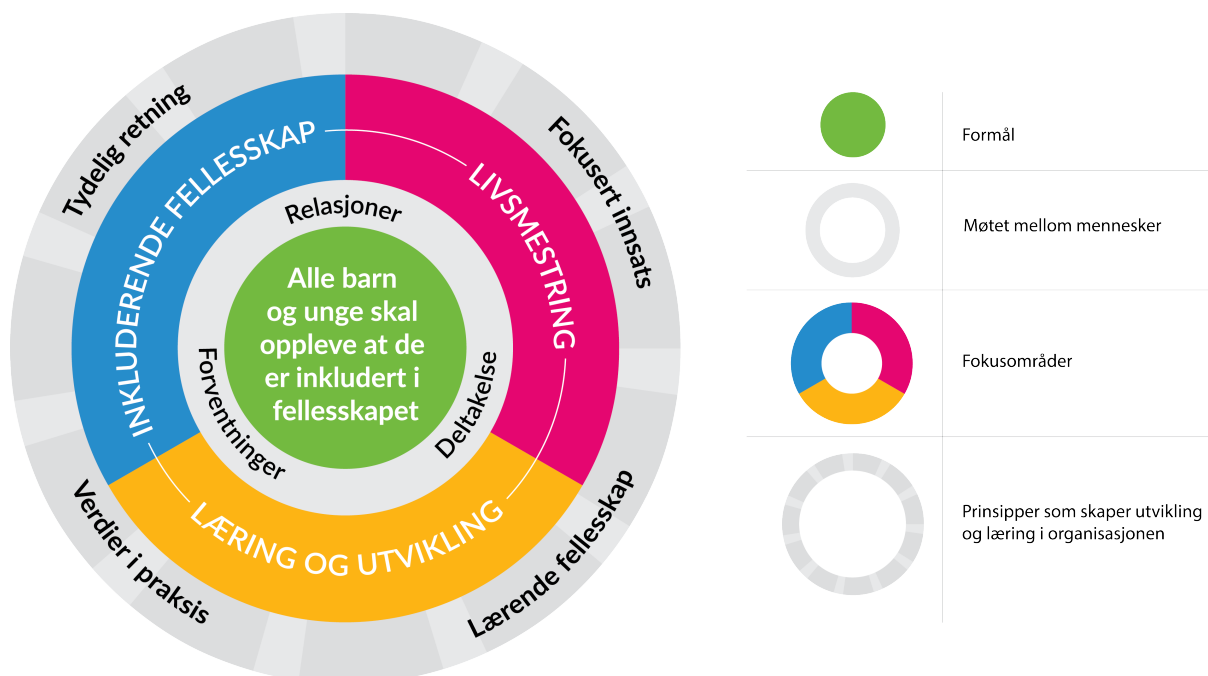 Tydelig retning
Fokusert innsats
INKLUDERENDE FELLESSKAP
LIVSMESTRING
Relasjoner
Alle barn
og unge skal
oppleve at de
er inkludert i
fellesskapet
Forventninger
Deltakelse
LÆRING OG UTVIKLING
Verdier i praksis
Lærende fellesskap
Formål
Møtet mellom mennesker
Fokusområder
Prinsipper som skaper utvikling
og læring i organisasjonen